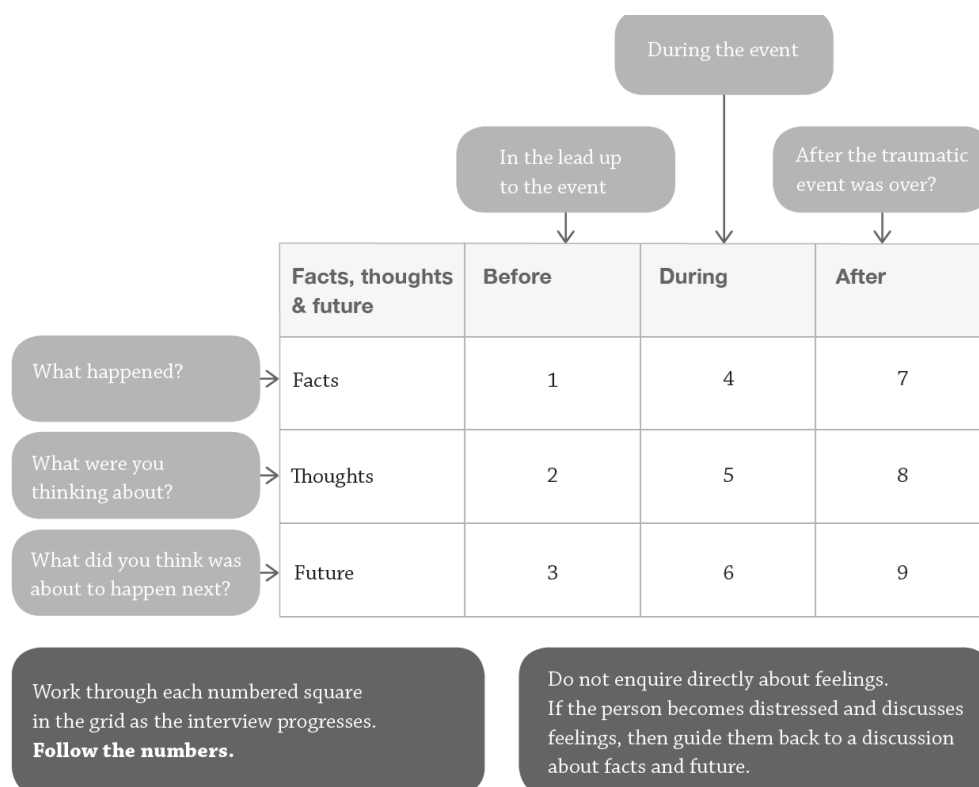 During the event
In the lead up
to the event
After the traumatic
event was over?
Facts, thoughts
& future
Before
During
After
What happened?
Facts
1
4
7
What were you
thinking about?
Thoughts
2
5
8
What did you think was
about to happen next?
Future
3
6
9
Work through each numbered square
in the grid as the interview progresses.
Follow the numbers.
Do not enquire directly about feelings.
If the person becomes distressed and discusses
feelings, then guide them back to a discussion
about facts and future.